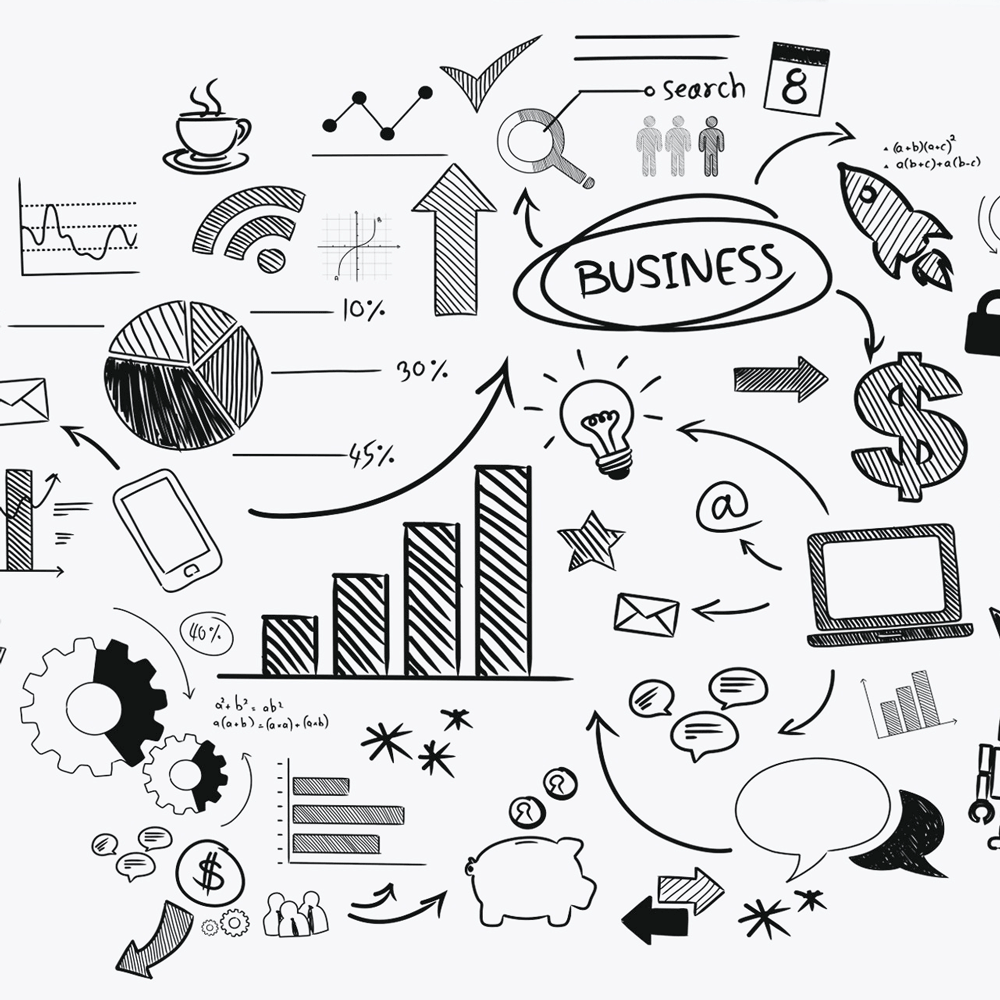 search
8
▴ (a+b)(a+c)²
▴ a(b+c)+a(b-c)
BUSINESS
10%
30%
45%
@
$
40%
a²+b²= ab²
a(a+b)=(a×a)+(a×b)
$